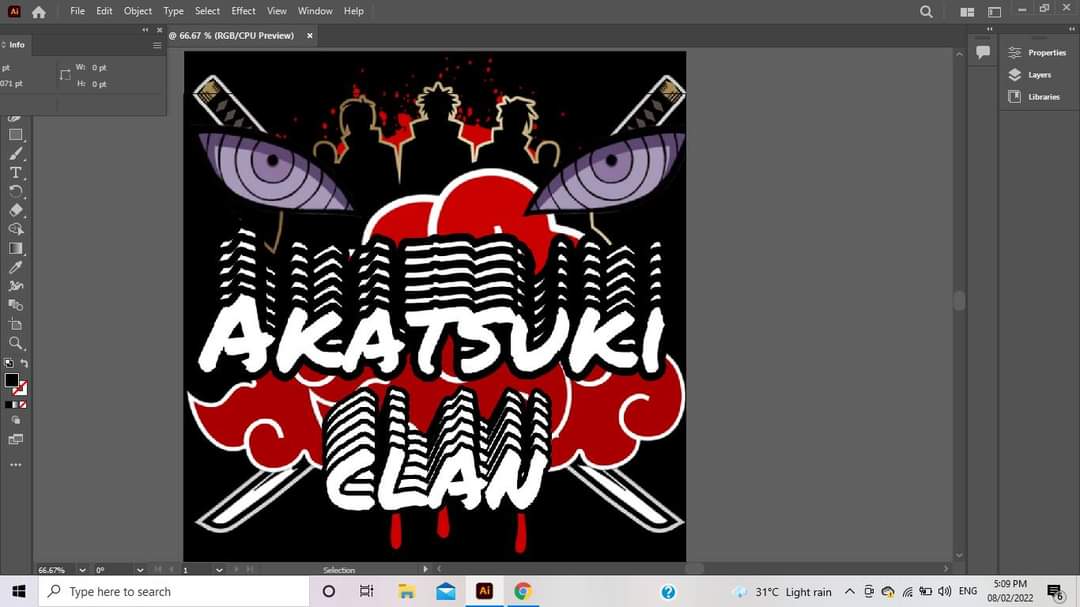 Ai
File Edit Object Type Select Effect View Window Help
Info
@ 66.67 % (RGB/CPU Preview) ×
pt
W: 0 pt
071 pt
H: 0 pt
Properties
Layers
Libraries
AKATSUKI
CLAN
66.67%
0°
1
Selection
Type here to search
Ai
31°C Light rain
ENG
5:09 PM
08/02/2022
6